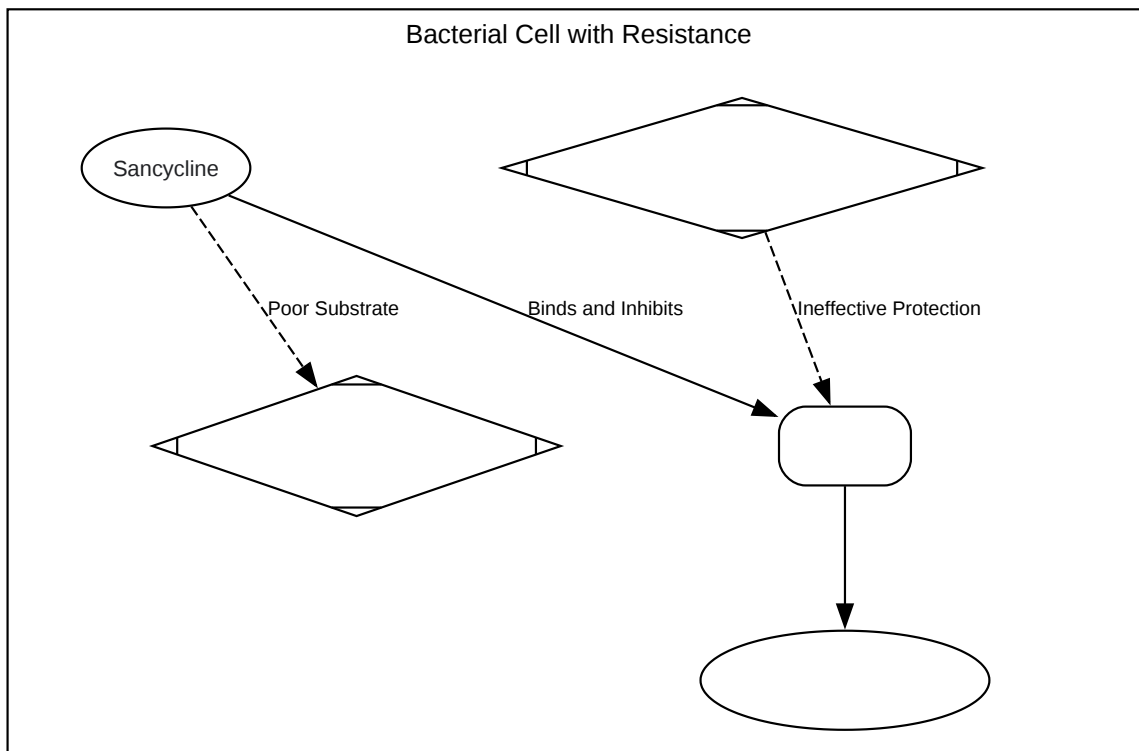 Bacterial Cell with Resistance
Sancycline
Poor Substrate
Binds and Inhibits
Ineffective Protection